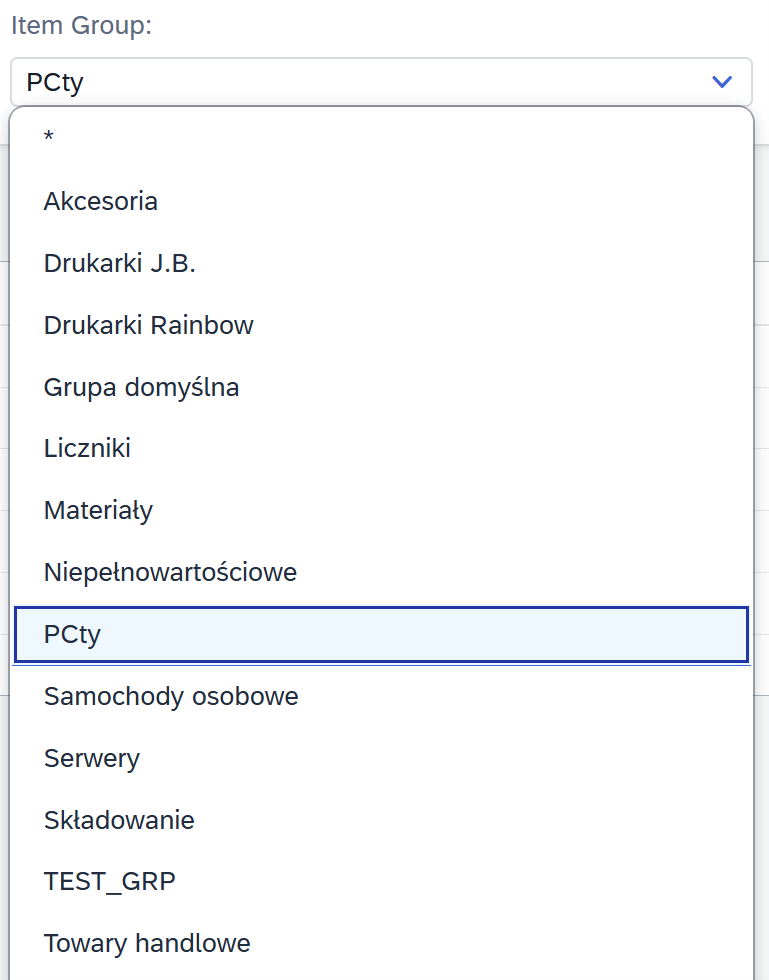 Item Group:
PCty
*
Akcesoria
Drukarki J.B.
Drukarki Rainbow
Grupa domyślna
Liczniki
Materiały
Niepełnowartościowe
PCty
Samochody osobowe
Serwery
Składowanie
TEST_GRP
Towary handlowe